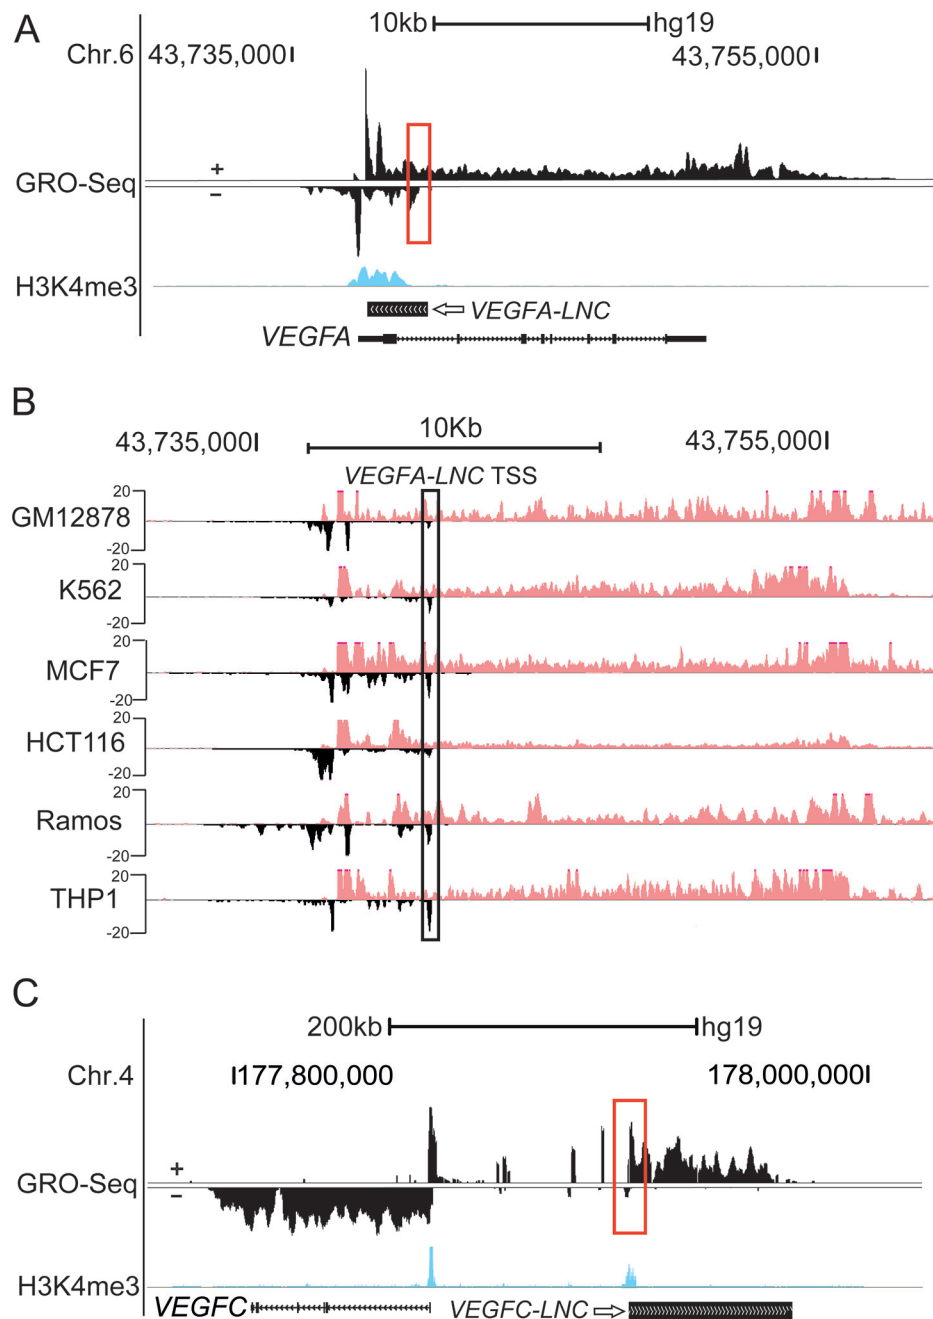 A
10kb hg19
Chr.6 43,735,000 43,755,000
+
GRO-Seq
−
H3K4me3
VEGFA-LNC
VEGFA
B
10Kb
43,735,000 43,755,000
VEGFA-LNC TSS
20
GM12878
-20
20
K562
-20
20
MCF7
-20
20
HCT116
-20
20
Ramos
-20
20
THP1
-20
C
200kb hg19
Chr.4 177,800,000 178,000,000
+
GRO-Seq
−
H3K4me3
VEGFC VEGFC-LNC